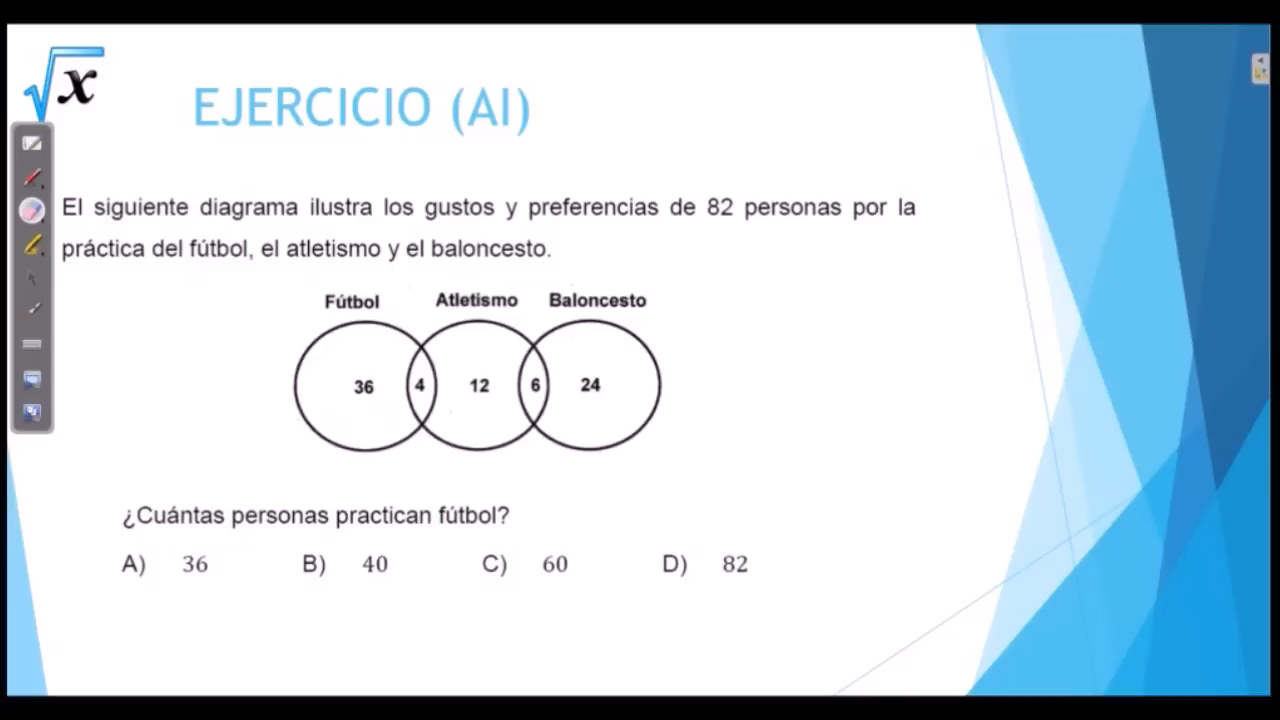 √x
EJERCICIO (AI)
El siguiente diagrama ilustra los gustos y preferencias de 82 personas por la
práctica del fútbol, el atletismo y el baloncesto.
Fútbol Atletismo Baloncesto
36 4 12 6 24
¿Cuántas personas practican fútbol?
A) 36 B) 40 C) 60 D) 82